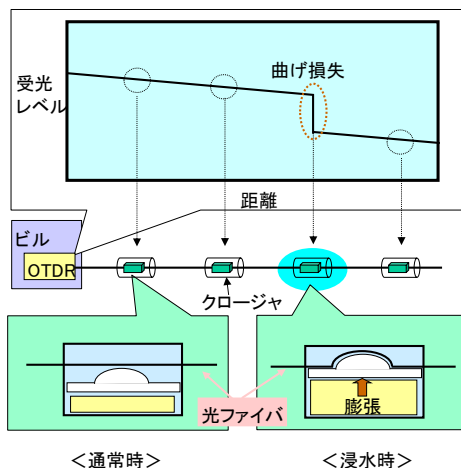 受光
レベル
曲げ損失
距離
ビル
OTDR
クロージャ
光ファイバ
膨張
＜通常時＞
＜浸水時＞